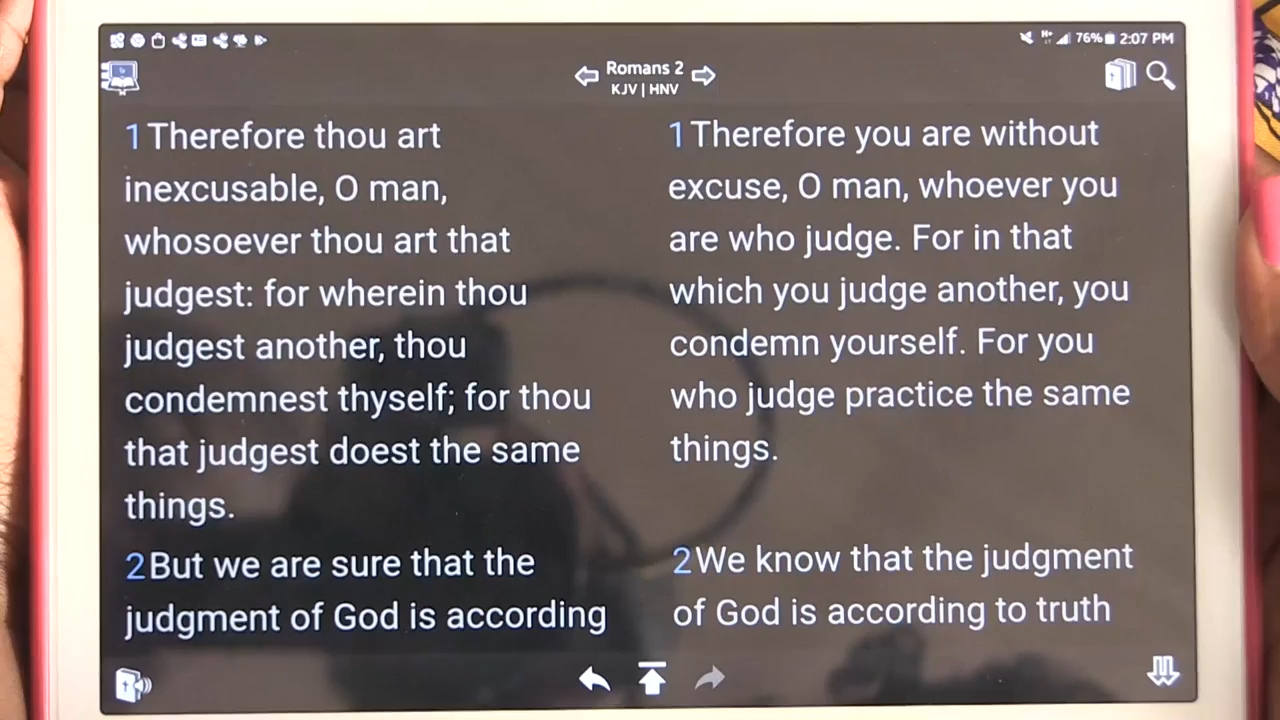 76% 2:07 PM
Romans 2
KJV | HNV
1 Therefore thou art
inexcusable, O man,
whosoever thou art that
judgest: for wherein thou
judgest another, thou
condemnest thyself; for thou
that judgest doest the same
things.
2 But we are sure that the
judgment of God is according
1 Therefore you are without
excuse, O man, whoever you
are who judge. For in that
which you judge another, you
condemn yourself. For you
who judge practice the same
things.
2 We know that the judgment
of God is according to truth